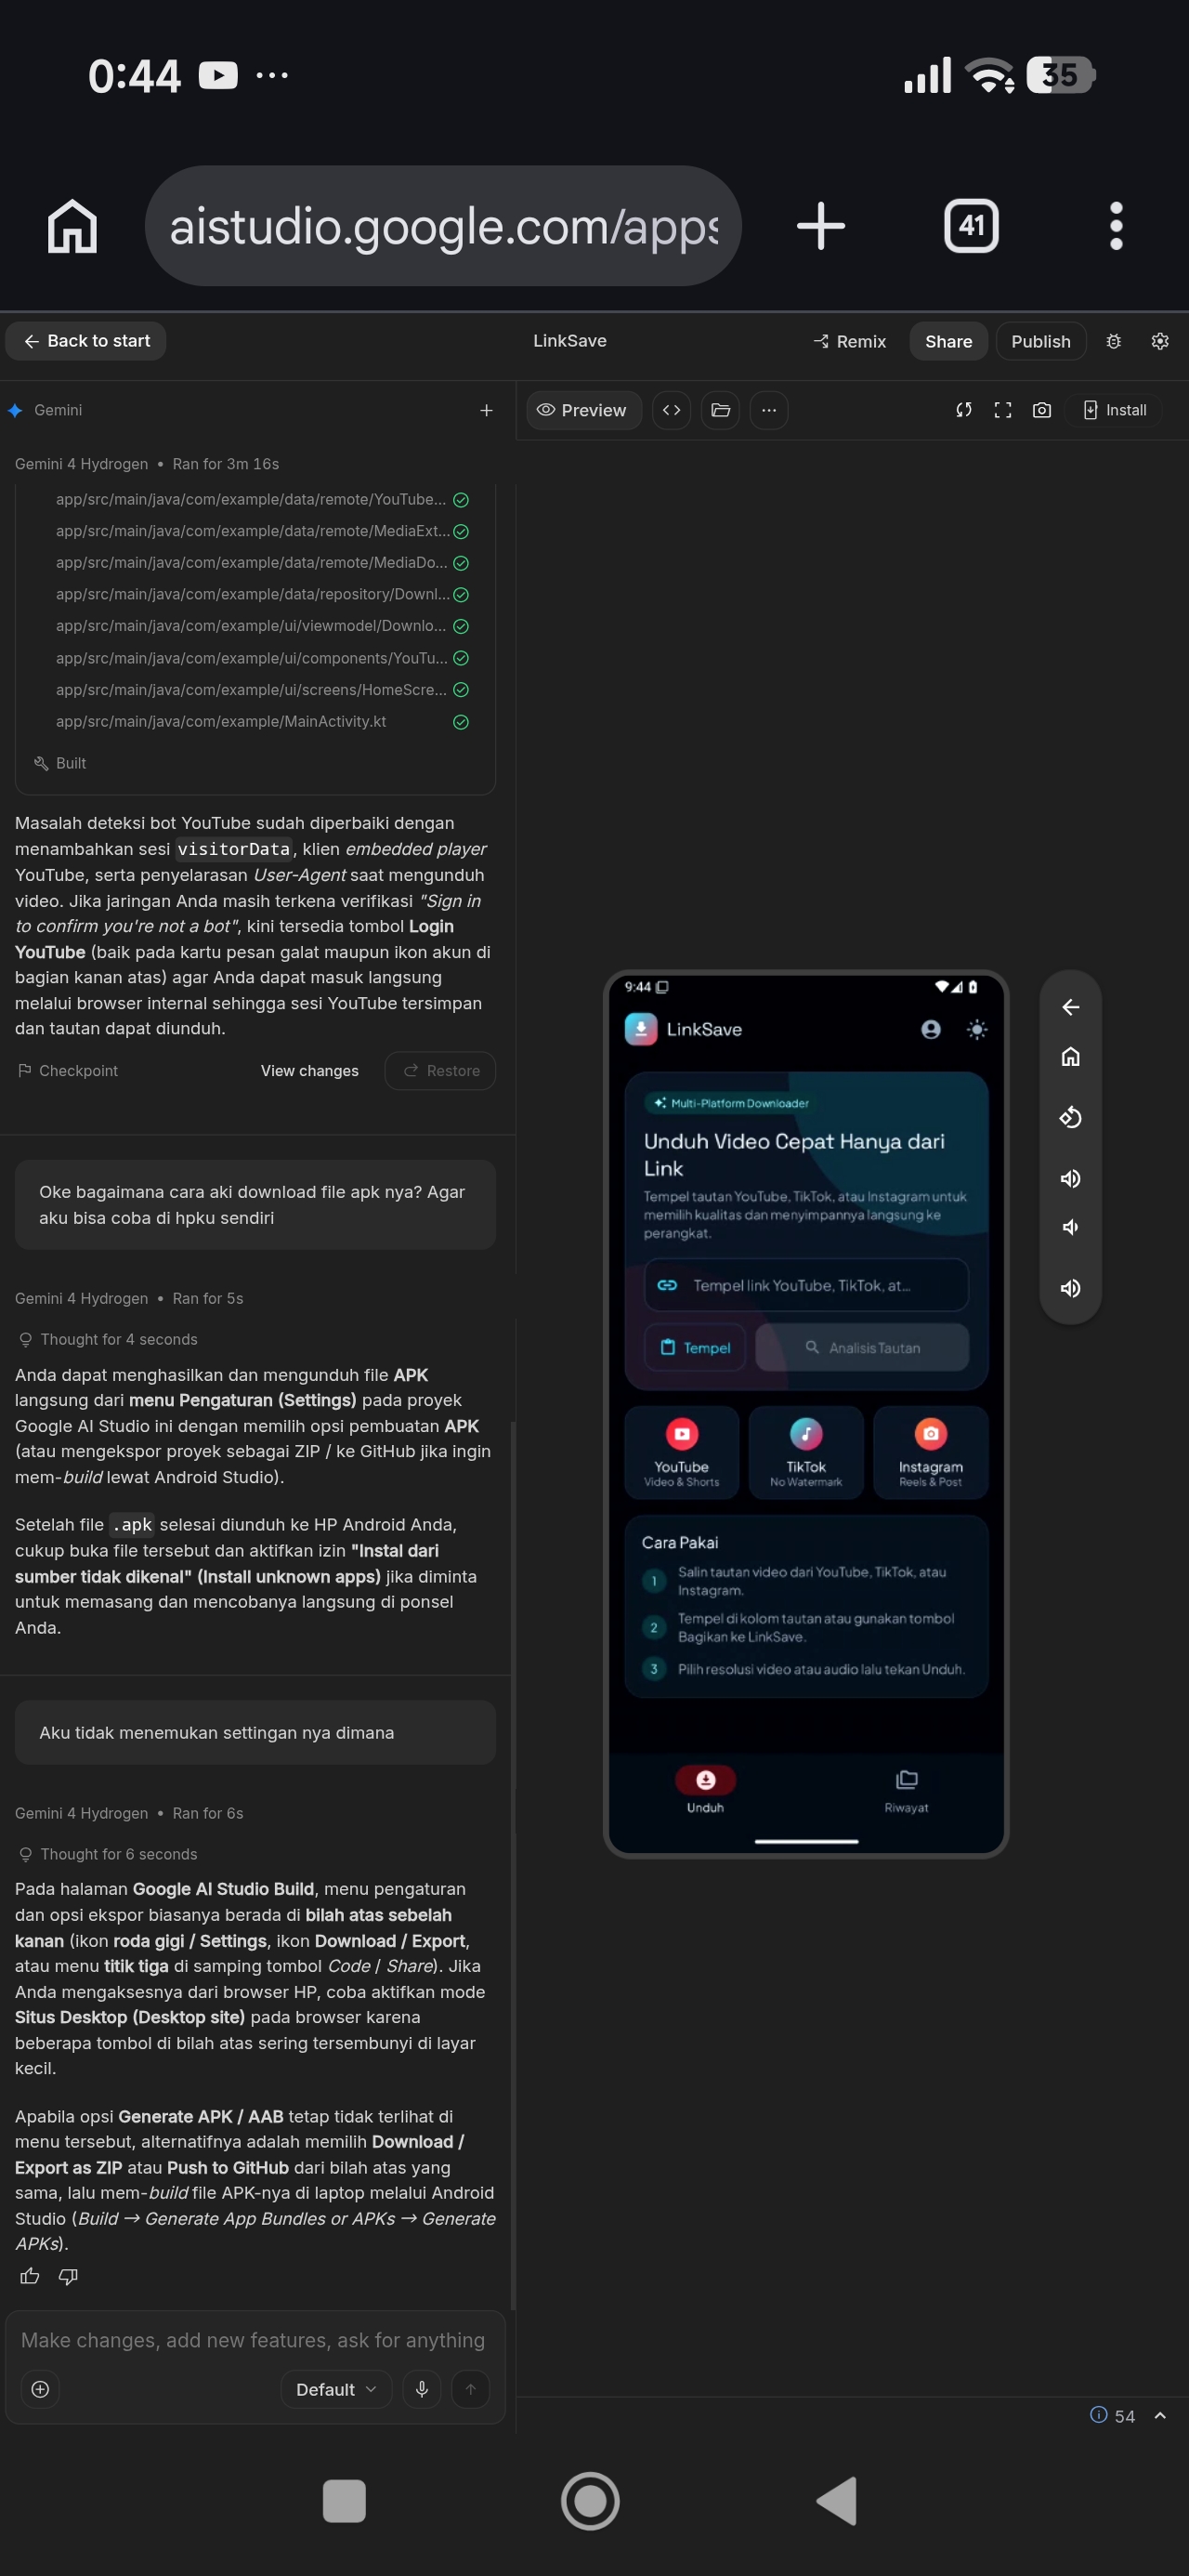 0:44
35
aistudio.google.com/apps
41
Back to start
LinkSave
Remix
Share
Publish
Gemini
Preview
Install
Gemini 4 Hydrogen • Ran for 3m 16s
app/src/main/java/com/example/data/remote/YouTube...
app/src/main/java/com/example/data/remote/MediaExt...
app/src/main/java/com/example/data/remote/MediaDo...
app/src/main/java/com/example/data/repository/Downl...
app/src/main/java/com/example/ui/viewmodel/Downlo...
app/src/main/java/com/example/ui/components/YouTu...
app/src/main/java/com/example/ui/screens/HomeScre...
app/src/main/java/com/example/MainActivity.kt
Built
Masalah deteksi bot YouTube sudah diperbaiki dengan
menambahkan sesi visitorData, klien embedded player
YouTube, serta penyelarasan User-Agent saat mengunduh
video. Jika jaringan Anda masih terkena verifikasi "Sign in
to confirm you're not a bot", kini tersedia tombol Login
YouTube (baik pada kartu pesan galat maupun ikon akun di
bagian kanan atas) agar Anda dapat masuk langsung
melalui browser internal sehingga sesi YouTube tersimpan
dan tautan dapat diunduh.
Checkpoint
View changes
Restore
Oke bagaimana cara aki download file apk nya? Agar
aku bisa coba di hpku sendiri
Gemini 4 Hydrogen • Ran for 5s
Thought for 4 seconds
Anda dapat menghasilkan dan mengunduh file APK
langsung dari menu Pengaturan (Settings) pada proyek
Google AI Studio ini dengan memilih opsi pembuatan APK
(atau mengekspor proyek sebagai ZIP / ke GitHub jika ingin
mem-build lewat Android Studio).
Setelah file .apk selesai diunduh ke HP Android Anda,
cukup buka file tersebut dan aktifkan izin "Instal dari
sumber tidak dikenal" (Install unknown apps) jika diminta
untuk memasang dan mencobanya langsung di ponsel
Anda.
Aku tidak menemukan settingan nya dimana
Gemini 4 Hydrogen • Ran for 6s
Thought for 6 seconds
Pada halaman Google AI Studio Build, menu pengaturan
dan opsi ekspor biasanya berada di bilah atas sebelah
kanan (ikon roda gigi / Settings, ikon Download / Export,
atau menu titik tiga di samping tombol Code / Share). Jika
Anda mengaksesnya dari browser HP, coba aktifkan mode
Situs Desktop (Desktop site) pada browser karena
beberapa tombol di bilah atas sering tersembunyi di layar
kecil.
Apabila opsi Generate APK / AAB tetap tidak terlihat di
menu tersebut, alternatifnya adalah memilih Download /
Export as ZIP atau Push to GitHub dari bilah atas yang
sama, lalu mem-build file APK-nya di laptop melalui Android
Studio (Build → Generate App Bundles or APKs → Generate
APKs).
Make changes, add new features, ask for anything
Default
9:44
LinkSave
Multi-Platform Downloader
Unduh Video Cepat Hanya dari
Link
Tempel tautan YouTube, TikTok, atau Instagram untuk
memilih kualitas dan menyimpannya langsung ke
perangkat.
Tempel link YouTube, TikTok, at...
Tempel
Analisis Tautan
YouTube
Video & Shorts
TikTok
No Watermark
Instagram
Reels & Post
Cara Pakai
1
Salin tautan video dari YouTube, TikTok, atau
Instagram.
2
Tempel di kolom tautan atau gunakan tombol
Bagikan ke LinkSave.
3
Pilih resolusi video atau audio lalu tekan Unduh.
Unduh
Riwayat
54